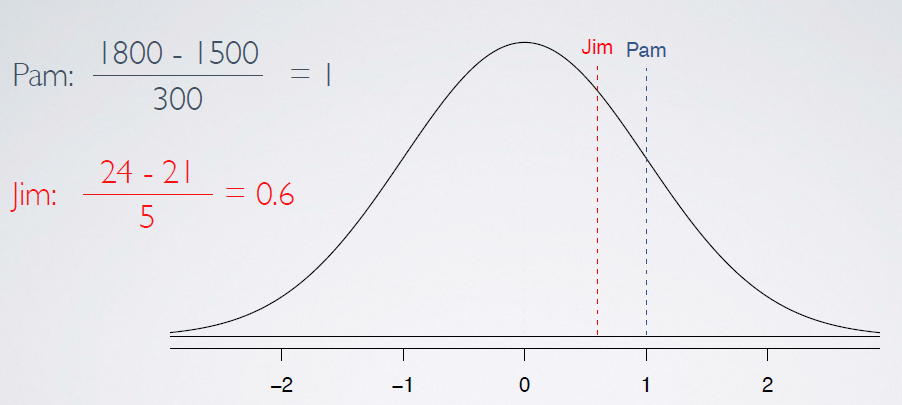 Pam: 1800 - 1500
300
= 1
Jim: 24 - 21
5
= 0.6
Jim Pam
−2 −1 0 1 2